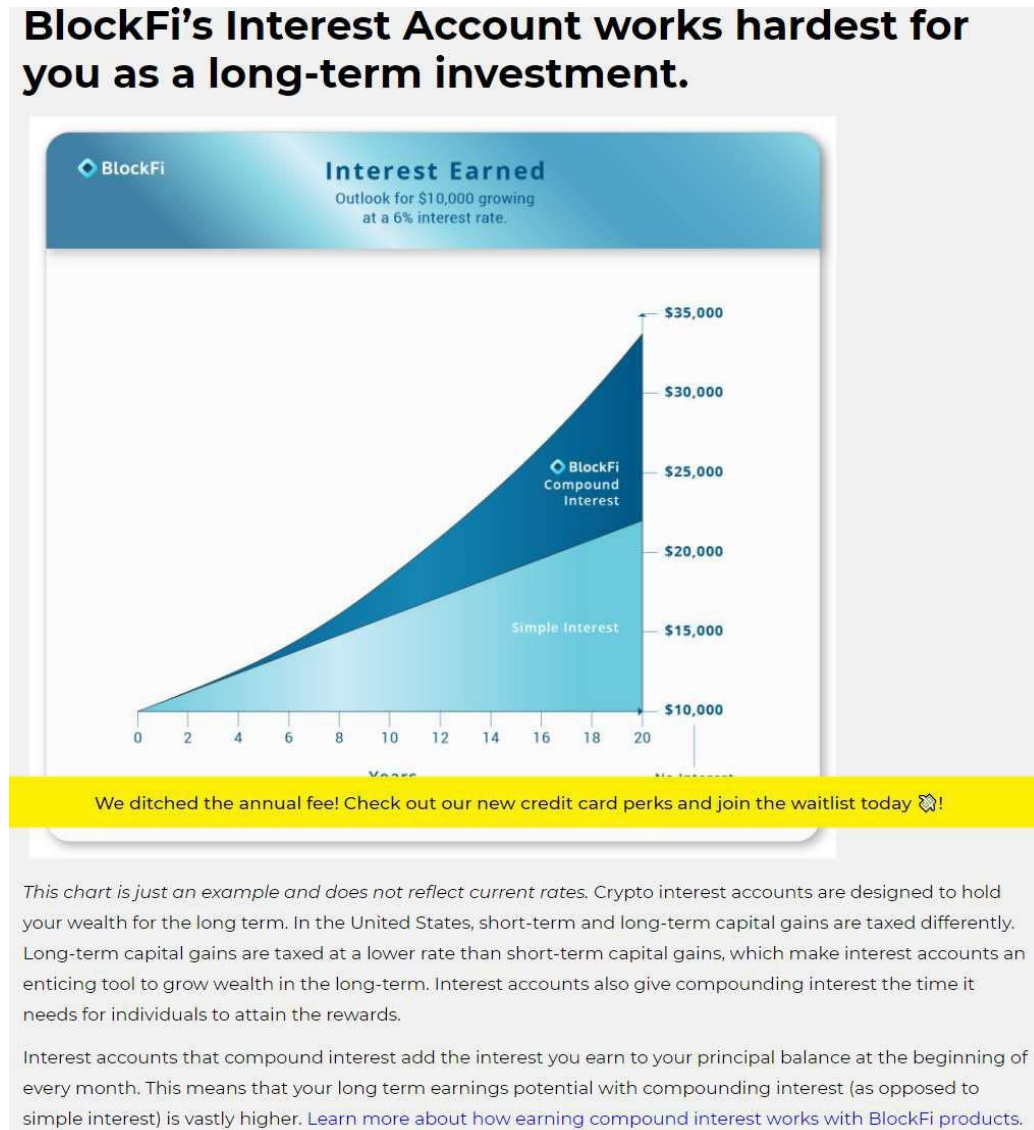 BlockFi's Interest Account works hardest for
you as a long-term investment.
BlockFi
Interest Earned
Outlook for $10,000 growing
at a 6% interest rate.
$35,000
$30,000
BlockFi
Compound
Interest
$25,000
$20,000
Simple Interest
$15,000
$10,000
0 2 4 6 8 10 12 14 16 18 20
Years
No Interest
We ditched the annual fee! Check out our new credit card perks and join the waitlist today !
This chart is just an example and does not reflect current rates. Crypto interest accounts are designed to hold
your wealth for the long term. In the United States, short-term and long-term capital gains are taxed differently.
Long-term capital gains are taxed at a lower rate than short-term capital gains, which make interest accounts an
enticing tool to grow wealth in the long-term. Interest accounts also give compounding interest the time it
needs for individuals to attain the rewards.
Interest accounts that compound interest add the interest you earn to your principal balance at the beginning of
every month. This means that your long term earnings potential with compounding interest (as opposed to
simple interest) is vastly higher. Learn more about how earning compound interest works with BlockFi products.